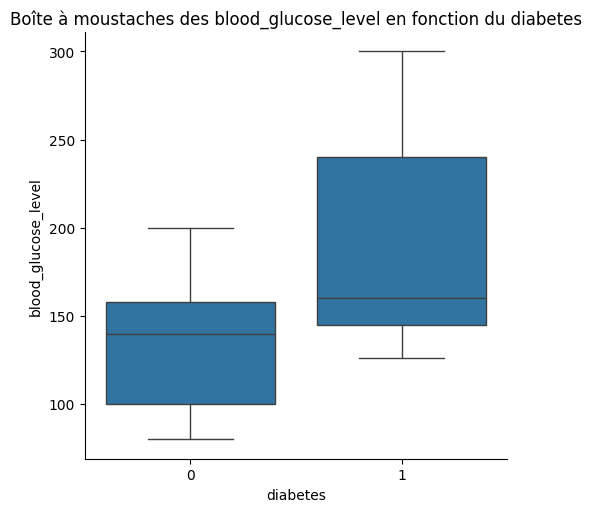 Boîte à moustaches des blood_glucose_level en fonction du diabetes
300
250
200
150
100
blood_glucose_level
0 1
diabetes